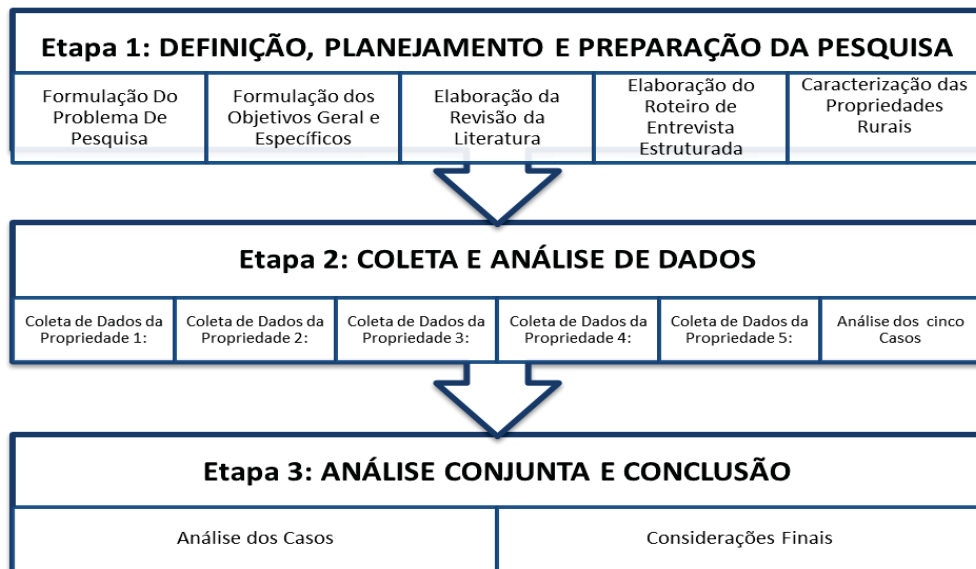 Etapa 1: DEFINIÇÃO, PLANEJAMENTO E PREPARAÇÃO DA PESQUISA
Formulação Do
Problema De
Pesquisa
Formulação dos
Objetivos Geral e
Específicos
Elaboração da
Revisão da
Literatura
Elaboração do
Roteiro de
Entrevista
Estruturada
Caracterização das
Propriedades
Rurais
Etapa 2: COLETA E ANÁLISE DE DADOS
Coleta de Dados da
Propriedade 1:
Coleta de Dados da
Propriedade 2:
Coleta de Dados da
Propriedade 3:
Coleta de Dados da
Propriedade 4:
Coleta de Dados da
Propriedade 5:
Análise dos cinco
Casos
Etapa 3: ANÁLISE CONJUNTA E CONCLUSÃO
Análise dos Casos
Considerações Finais